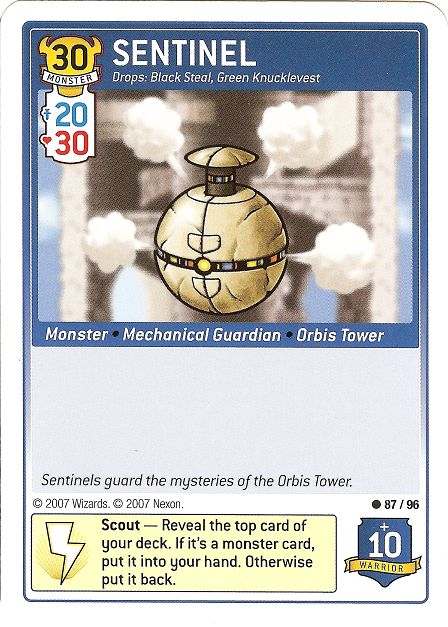 30
MONSTER
SENTINEL
Drops: Black Steal, Green Knucklevest
20
30
Monster • Mechanical Guardian • Orbis Tower
Sentinels guard the mysteries of the Orbis Tower.
© 2007 Wizards. © 2007 Nexon.
● 87 / 96
Scout — Reveal the top card of
your deck. If it's a monster card,
put it into your hand. Otherwise
put it back.
+
10
WARRIOR